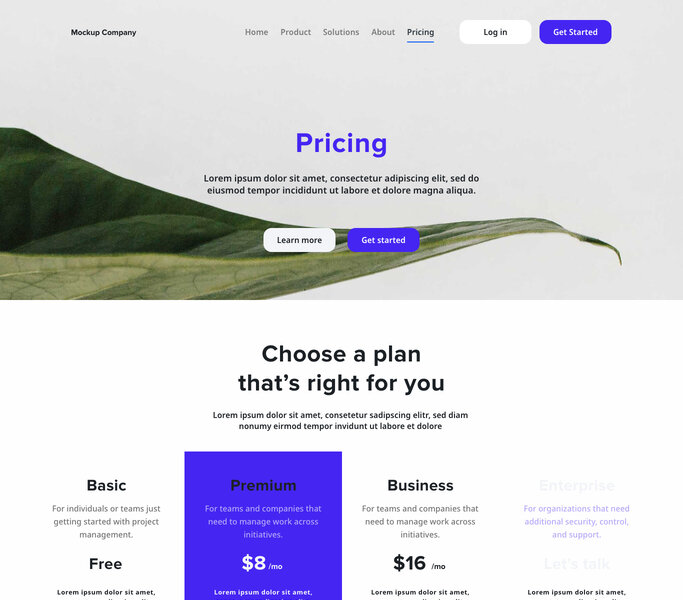 Mockup Company
Home Product Solutions About Pricing Log in Get Started
Pricing
Lorem ipsum dolor sit amet, consectetur adipiscing elit, sed do
eiusmod tempor incididunt ut labore et dolore magna aliqua.
Learn more Get started
Choose a plan
that’s right for you
Lorem ipsum dolor sit amet, consetetur sadipscing elitr, sed diam
nonumy eirmod tempor invidunt ut labore et dolore
Basic
For individuals or teams just
getting started with project
management.
Free
Lorem ipsum dolor sit amet,
Premium
For teams and companies that
need to manage work across
initiatives.
$8 /mo
Lorem ipsum dolor sit amet,
Business
For teams and companies that
need to manage work across
initiatives.
$16 /mo
Lorem ipsum dolor sit amet,
Enterprise
For organizations that need
additional security, control,
and support.
Let’s talk
Lorem ipsum dolor sit amet,